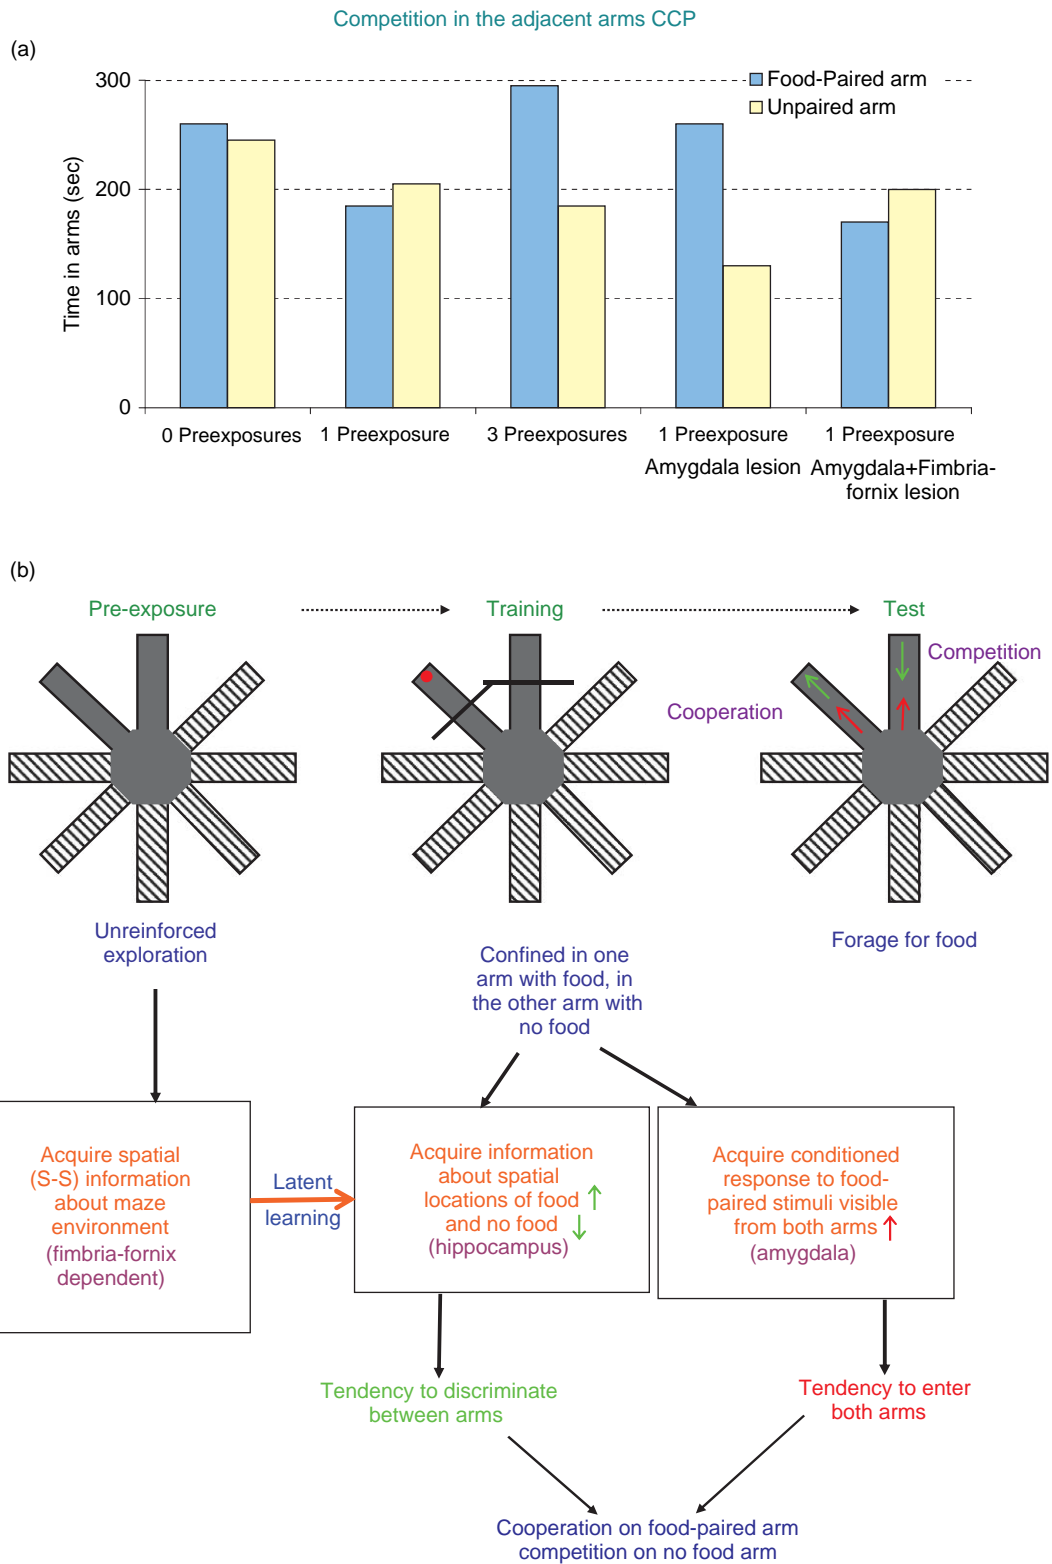 Competition in the adjacent arms CCP
(a)
300
200
100
0
Time in arms (sec)
Food-Paired arm
Unpaired arm
0 Preexposures
1 Preexposure
3 Preexposures
1 Preexposure
Amygdala lesion
1 Preexposure
Amygdala+Fimbria-
fornix lesion
(b)
Pre-exposure
Training
Test
Competition
Cooperation
Unreinforced
exploration
Confined in one
arm with food, in
the other arm with
no food
Forage for food
Acquire spatial
(S-S) information
about maze
environment
(fimbria-fornix
dependent)
Latent
learning
Acquire information
about spatial
locations of food
and no food
(hippocampus)
Acquire conditioned
response to food-
paired stimuli visible
from both arms
(amygdala)
Tendency to discriminate
between arms
Tendency to enter
both arms
Cooperation on food-paired arm
competition on no food arm